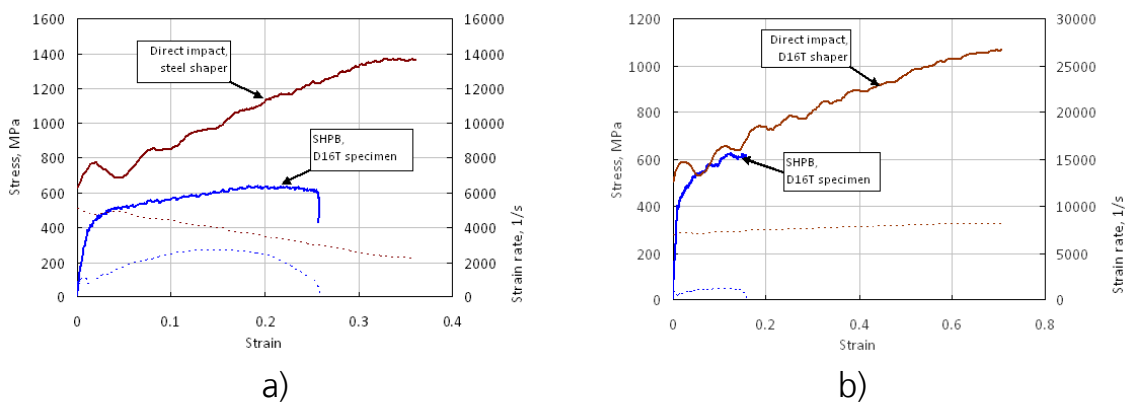 1600
1400
1200
1000
800
600
400
200
0
Stress, MPa
16000
14000
12000
10000
8000
6000
4000
2000
0
Strain rate, 1/s
Direct impact,
steel shaper
SHPB,
D16T specimen
0 0.1 0.2 0.3 0.4
Strain
a)
1200
1000
800
600
400
200
0
Stress, MPa
30000
25000
20000
15000
10000
5000
0
Strain rate, 1/s
Direct impact,
D16T shaper
SHPB,
D16T specimen
0 0.2 0.4 0.6 0.8
Strain
b)